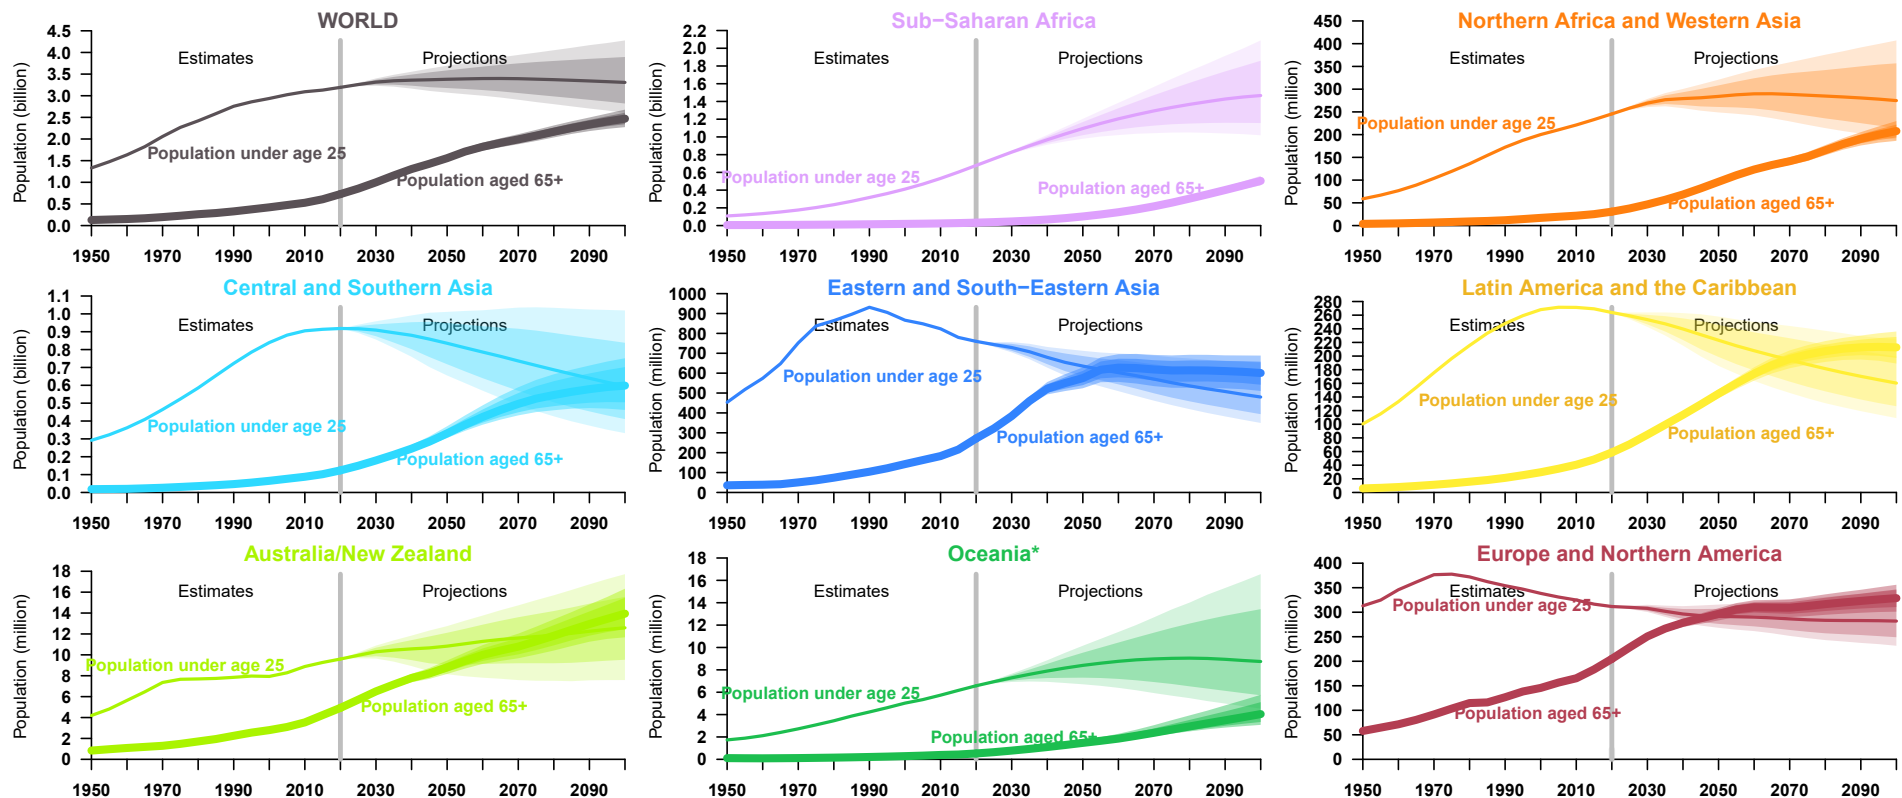 WORLD
Population (billion)
4.5
4.0
3.5
3.0
2.5
2.0
1.5
1.0
0.5
0.0
Estimates
Projections
Population under age 25
Population aged 65+
1950 1970 1990 2010 2030 2050 2070 2090
Sub−Saharan Africa
Population (billion)
2.2
2.0
1.8
1.6
1.4
1.2
1.0
0.8
0.6
0.4
0.2
0.0
Estimates
Projections
Population under age 25
Population aged 65+
1950 1970 1990 2010 2030 2050 2070 2090
Northern Africa and Western Asia
Population (million)
450
400
350
300
250
200
150
100
50
0
Estimates
Projections
Population under age 25
Population aged 65+
1950 1970 1990 2010 2030 2050 2070 2090
Central and Southern Asia
Population (billion)
1.1
1.0
0.9
0.8
0.7
0.6
0.5
0.4
0.3
0.2
0.1
0.0
Estimates
Projections
Population under age 25
Population aged 65+
1950 1970 1990 2010 2030 2050 2070 2090
Eastern and South−Eastern Asia
Population (million)
1000
900
800
700
600
500
400
300
200
100
0
Estimates
Projections
Population under age 25
Population aged 65+
1950 1970 1990 2010 2030 2050 2070 2090
Latin America and the Caribbean
Population (million)
280
260
240
220
200
180
160
140
120
100
80
60
40
20
0
Estimates
Projections
Population under age 25
Population aged 65+
1950 1970 1990 2010 2030 2050 2070 2090
Australia/New Zealand
Population (million)
18
16
14
12
10
8
6
4
2
0
Estimates
Projections
Population under age 25
Population aged 65+
1950 1970 1990 2010 2030 2050 2070 2090
Oceania*
Population (million)
18
16
14
12
10
8
6
4
2
0
Estimates
Projections
Population under age 25
Population aged 65+
1950 1970 1990 2010 2030 2050 2070 2090
Europe and Northern America
Population (million)
400
350
300
250
200
150
100
50
0
Estimates
Projections
Population under age 25
Population aged 65+
1950 1970 1990 2010 2030 2050 2070 2090